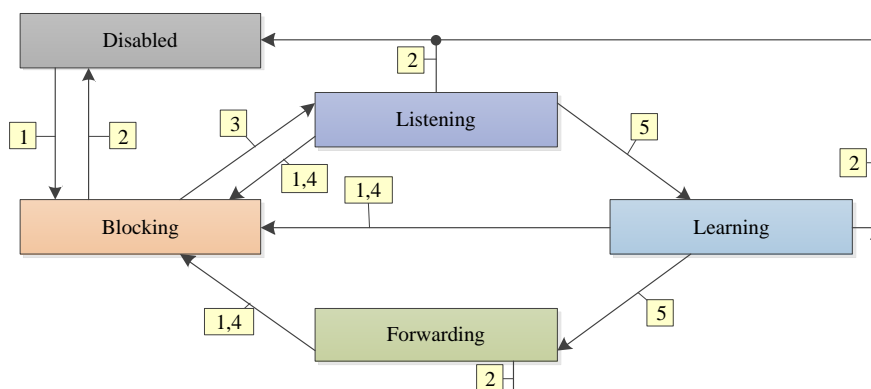 Disabled
2
Listening
1
2
3
5
1,4
1,4
2
Blocking
Learning
1,4
5
Forwarding
2